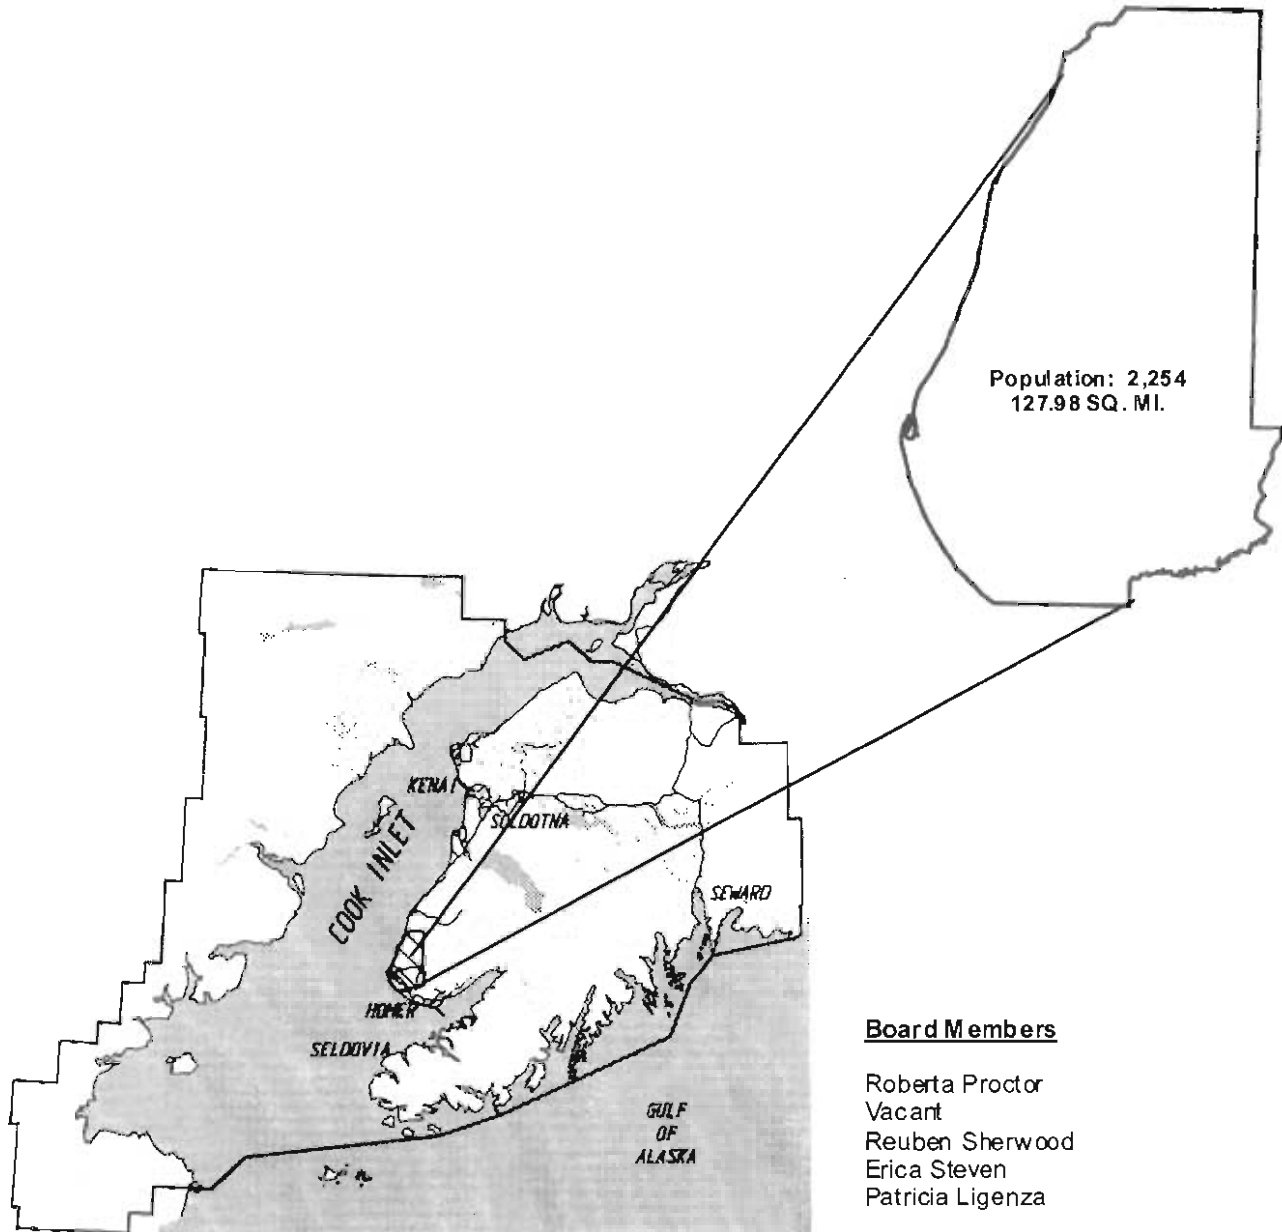 Population: 2,254
127.98 SQ. MI.
KENAI
SOLDOTNA
COOK INLET
SEWARD
HOMER
SELDOVIA
GULF
OF
ALASKA
Board Members
Roberta Proctor
Vacant
Reuben Sherwood
Erica Steven
Patricia Ligenza